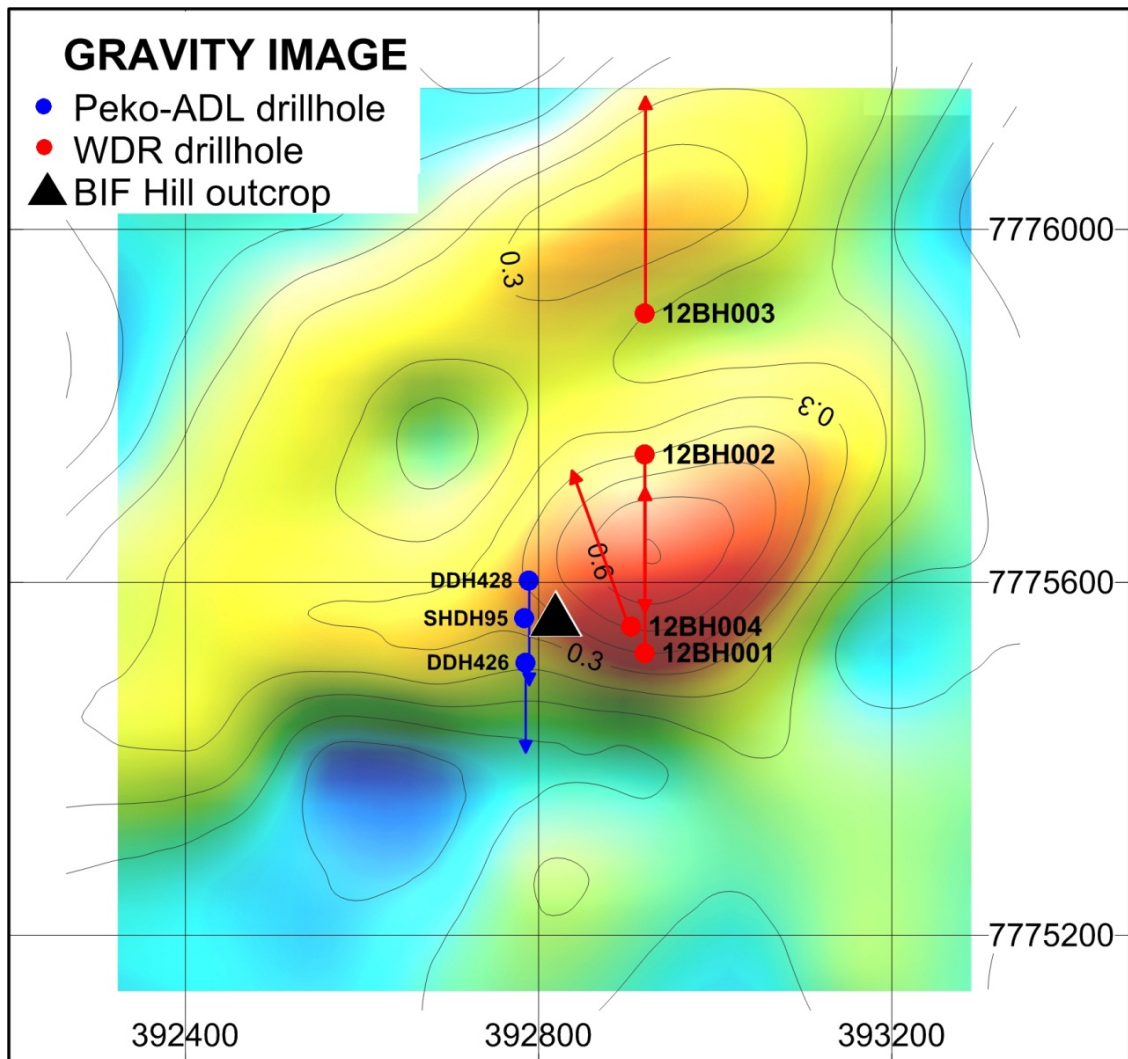 GRAVITY IMAGE
Peko-ADL drillhole
WDR drillhole
BIF Hill outcrop
7776000
0.3
12BH003
0.3
12BH002
0.6
DDH428
7775600
SHDH95
12BH004
12BH001
DDH426
0.3
7775200
392400
392800
393200